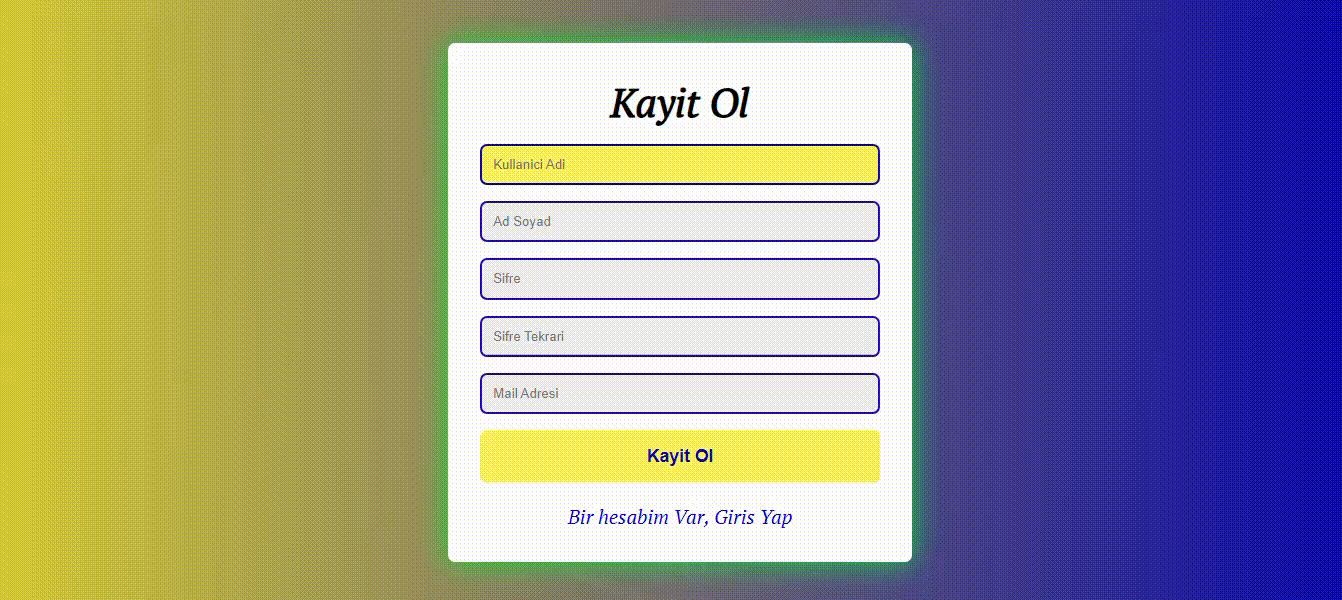 Kayit Ol
Kullanici Adi
Ad Soyad
Sifre
Sifre Tekrari
Mail Adresi
Kayit Ol
Bir hesabim Var, Giris Yap